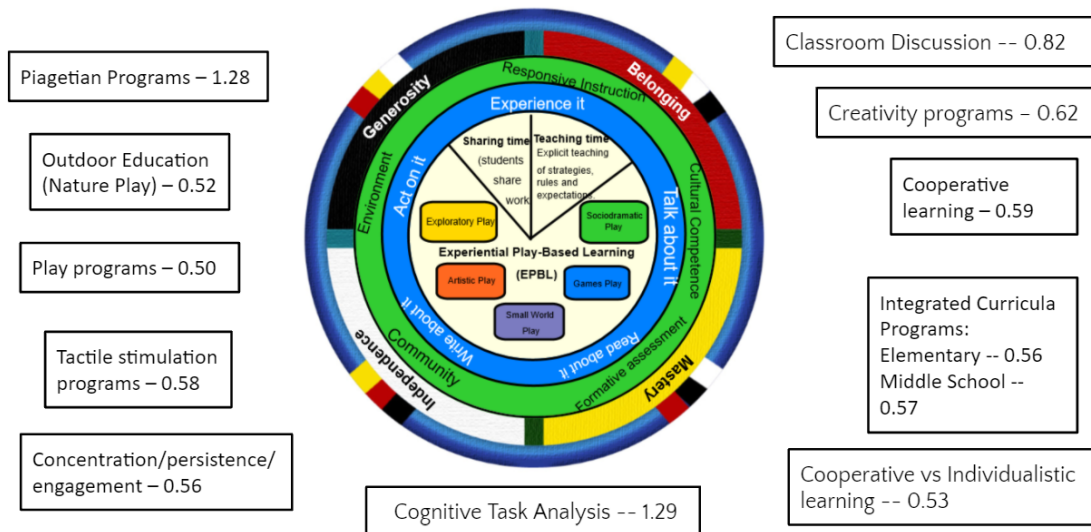 Piagetian Programs – 1.28
Outdoor Education
(Nature Play) – 0.52
Play programs – 0.50
Tactile stimulation
programs – 0.58
Concentration/persistence/
engagement – 0.56
Generosity
Belonging
Mastery
Independence
Responsive Instruction
Cultural Competence
Formative assessment
Community
Environment
Experience it
Talk about it
Read about it
Write about it
Act on it
Sharing time
(students
share
work
Teaching time
Explicit teaching
of strategies,
rules and
expectations.
Exploratory Play
Sociodramatic
Play
Experiential Play-Based Learning
(EPBL)
Artistic Play
Games Play
Small World
Play
Cognitive Task Analysis -- 1.29
Classroom Discussion -- 0.82
Creativity programs – 0.62
Cooperative
learning – 0.59
Integrated Curricula
Programs:
Elementary -- 0.56
Middle School --
0.57
Cooperative vs Individualistic
learning -- 0.53